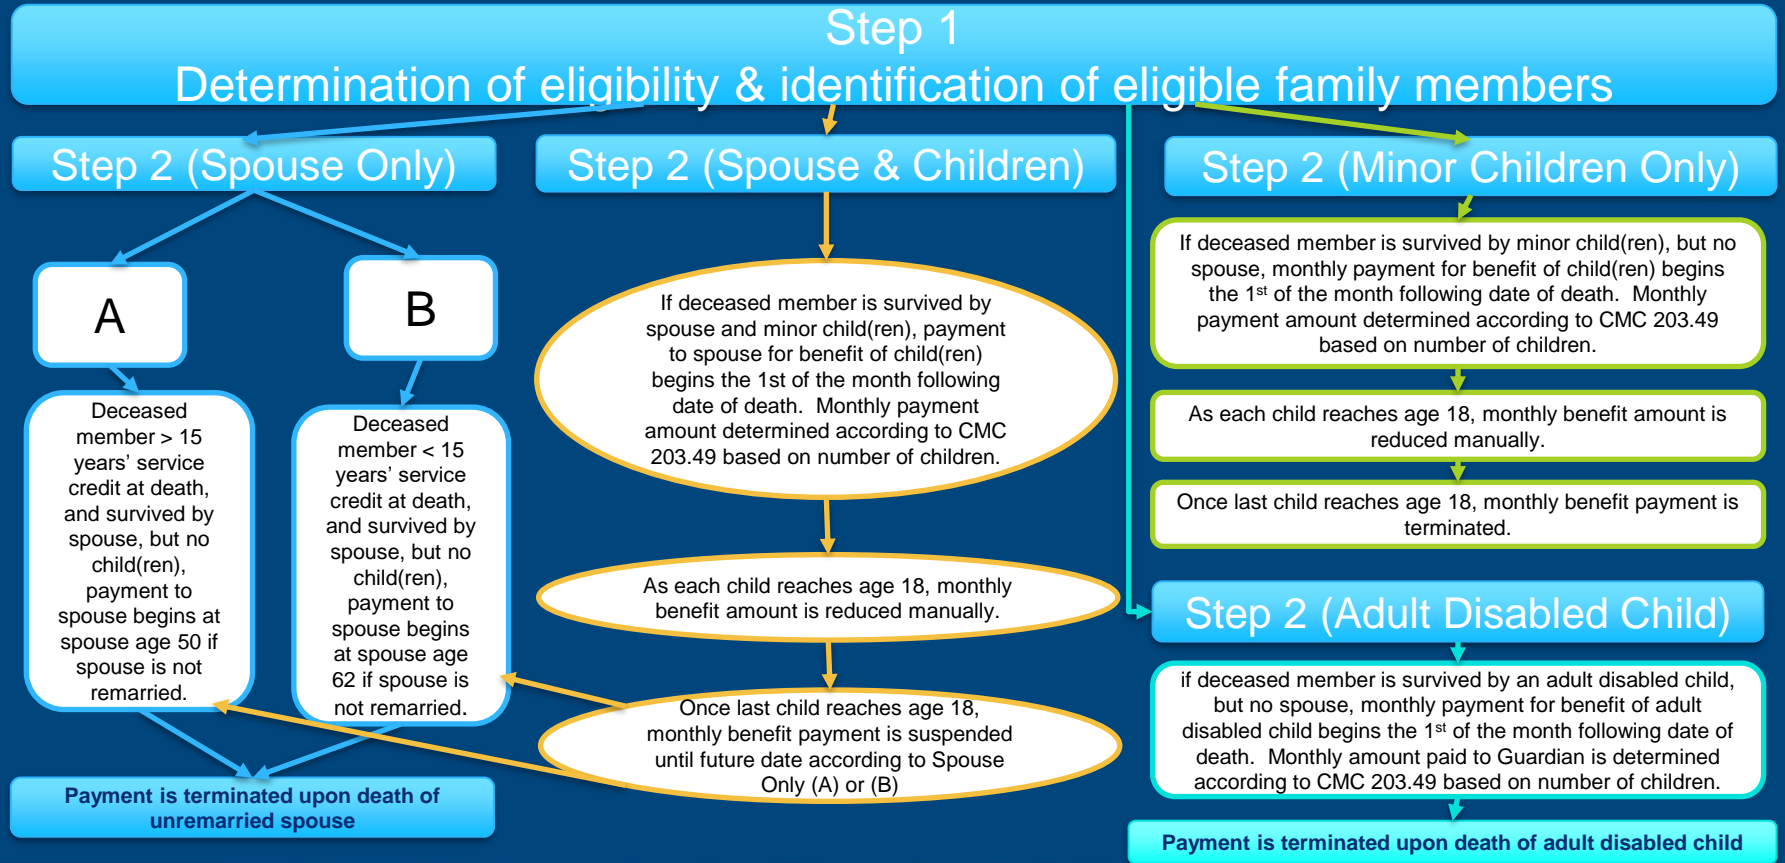 Step 1
Determination of eligibility & identification of eligible family members
Step 2 (Spouse Only)
A
B
Deceased
member > 15
years’ service
credit at death,
and survived by
spouse, but no
child(ren),
payment to
spouse begins at
spouse age 50 if
spouse is not
remarried.
Deceased
member < 15
years’ service
credit at death,
and survived by
spouse, but no
child(ren),
payment to
spouse begins
at spouse age
62 if spouse is
not remarried.
Payment is terminated upon death of
unremarried spouse
Step 2 (Spouse & Children)
If deceased member is survived by
spouse and minor child(ren), payment
to spouse for benefit of child(ren)
begins the 1st of the month following
date of death. Monthly payment
amount determined according to CMC
203.49 based on number of children.
As each child reaches age 18, monthly
benefit amount is reduced manually.
Once last child reaches age 18,
monthly benefit payment is suspended
until future date according to Spouse
Only (A) or (B)
Step 2 (Minor Children Only)
If deceased member is survived by minor child(ren), but no
spouse, monthly payment for benefit of child(ren) begins
the 1st of the month following date of death. Monthly
payment amount determined according to CMC 203.49
based on number of children.
As each child reaches age 18, monthly benefit amount is
reduced manually.
Once last child reaches age 18, monthly benefit payment is
terminated.
Step 2 (Adult Disabled Child)
if deceased member is survived by an adult disabled child,
but no spouse, monthly payment for benefit of adult
disabled child begins the 1st of the month following date of
death. Monthly amount paid to Guardian is determined
according to CMC 203.49 based on number of children.
Payment is terminated upon death of adult disabled child